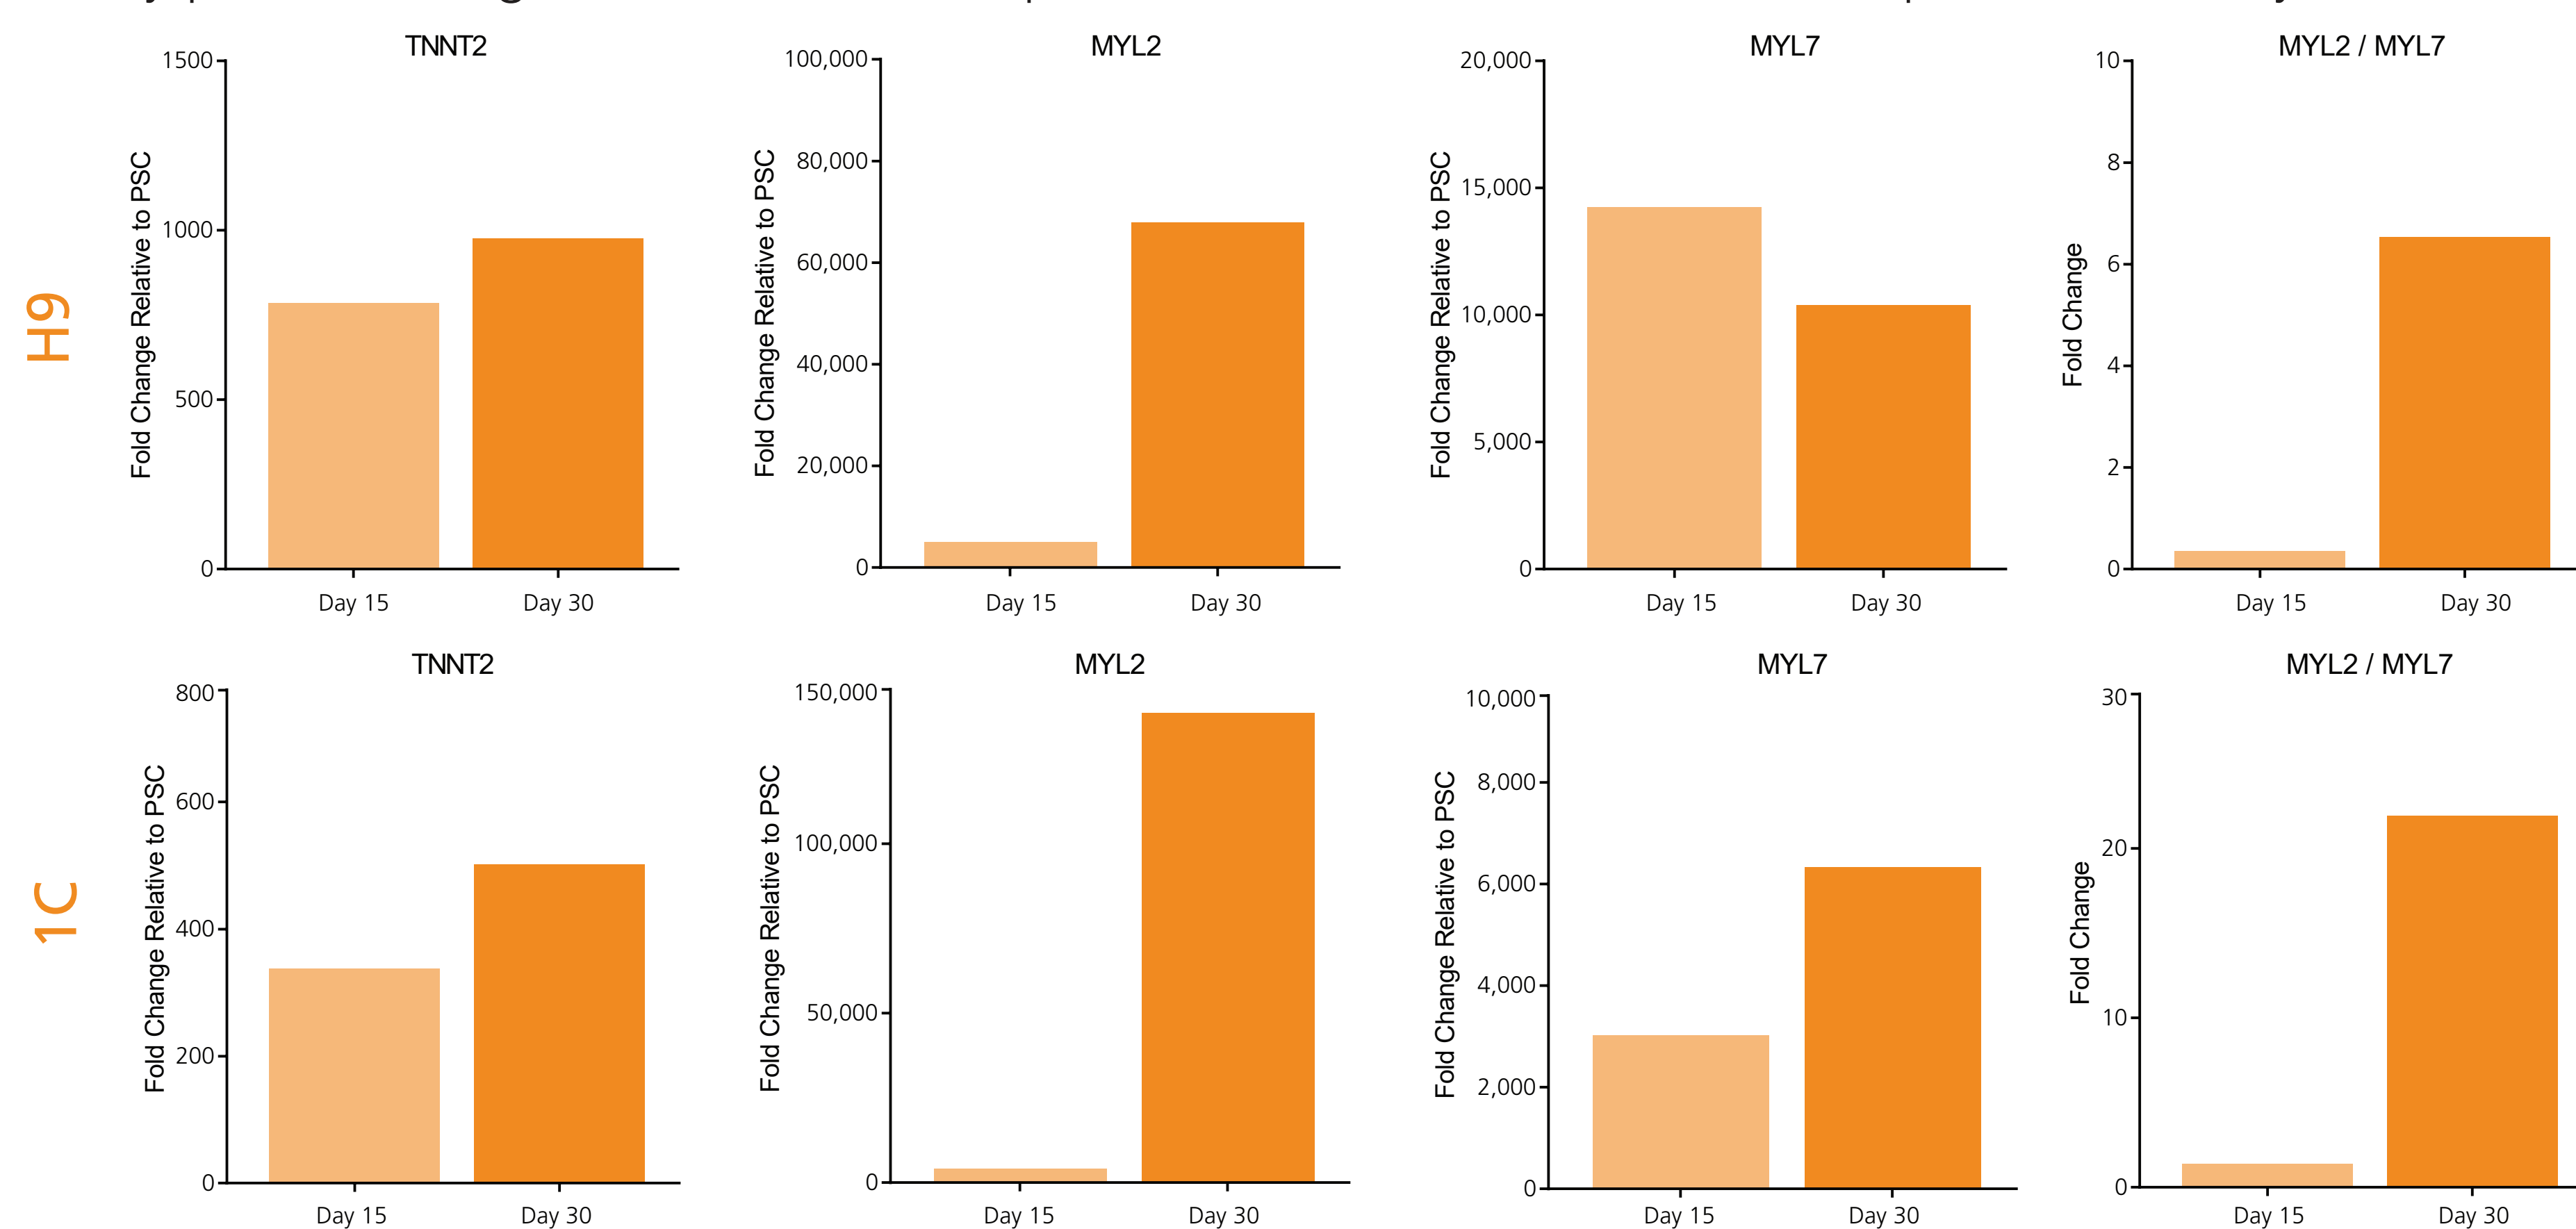 H9
TNNT2
Fold Change Relative to PSC
1500
1000
500
0
Day 15
Day 30
MYL2
Fold Change Relative to PSC
100,000
80,000
60,000
40,000
20,000
0
Day 15
Day 30
MYL7
Fold Change Relative to PSC
20,000
15,000
10,000
5,000
0
Day 15
Day 30
MYL2 / MYL7
Fold Change
10
8
6
4
2
0
Day 15
Day 30
1C
TNNT2
Fold Change Relative to PSC
800
600
400
200
0
Day 15
Day 30
MYL2
Fold Change Relative to PSC
150,000
100,000
50,000
0
Day 15
Day 30
MYL7
Fold Change Relative to PSC
10,000
8,000
6,000
4,000
2,000
0
Day 15
Day 30
MYL2 / MYL7
Fold Change
30
20
10
0
Day 15
Day 30